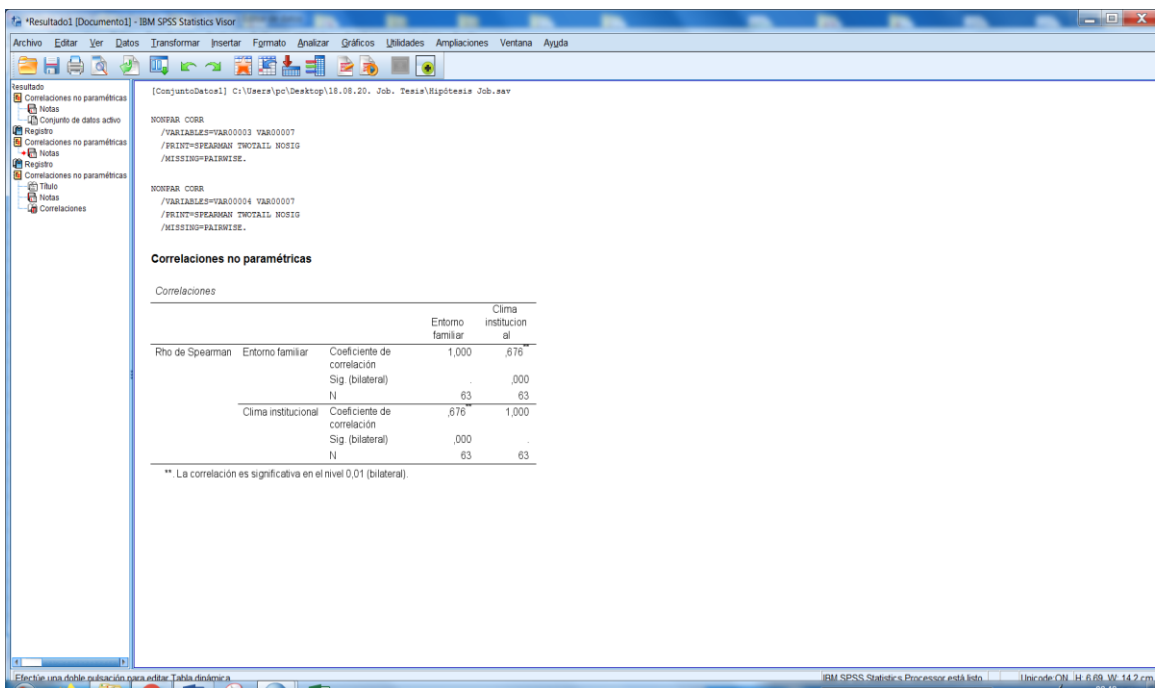 *Resultado1 [Documento1] - IBM SPSS Statistics Visor
Archivo Editar Ver Datos Transformar Insertar Formato Analizar Gráficos Utilidades Ampliaciones Ventana Ayuda
Resultado
Correlaciones no paramétricas
Notas
Conjunto de datos activo
Registro
Correlaciones no paramétricas
Notas
Registro
Correlaciones no paramétricas
Título
Notas
Correlaciones
[ConjuntoDatos1] C:\Users\pc\Desktop\18.08.20. Job. Tesis\Hipótesis Job.sav
NONPAR CORR
/VARIABLES=VAR00003 VAR00007
/PRINT=SPEARMAN TWOTAIL NOSIG
/MISSING=PAIRWISE.
NONPAR CORR
/VARIABLES=VAR00004 VAR00007
/PRINT=SPEARMAN TWOTAIL NOSIG
/MISSING=PAIRWISE.
Correlaciones no paramétricas
Correlaciones
Entorno familiar Clima institucion al
Rho de Spearman Entorno familiar Coeficiente de correlación 1,000 ,676**
Sig. (bilateral) . ,000
N 63 63
Clima institucional Coeficiente de correlación ,676** 1,000
Sig. (bilateral) ,000 .
N 63 63
**. La correlación es significativa en el nivel 0,01 (bilateral).
Efectúe una doble pulsación para editar Tabla dinámica IBM SPSS Statistics Processor está listo Unicode:ON H: 6,69, W: 14,2 cm